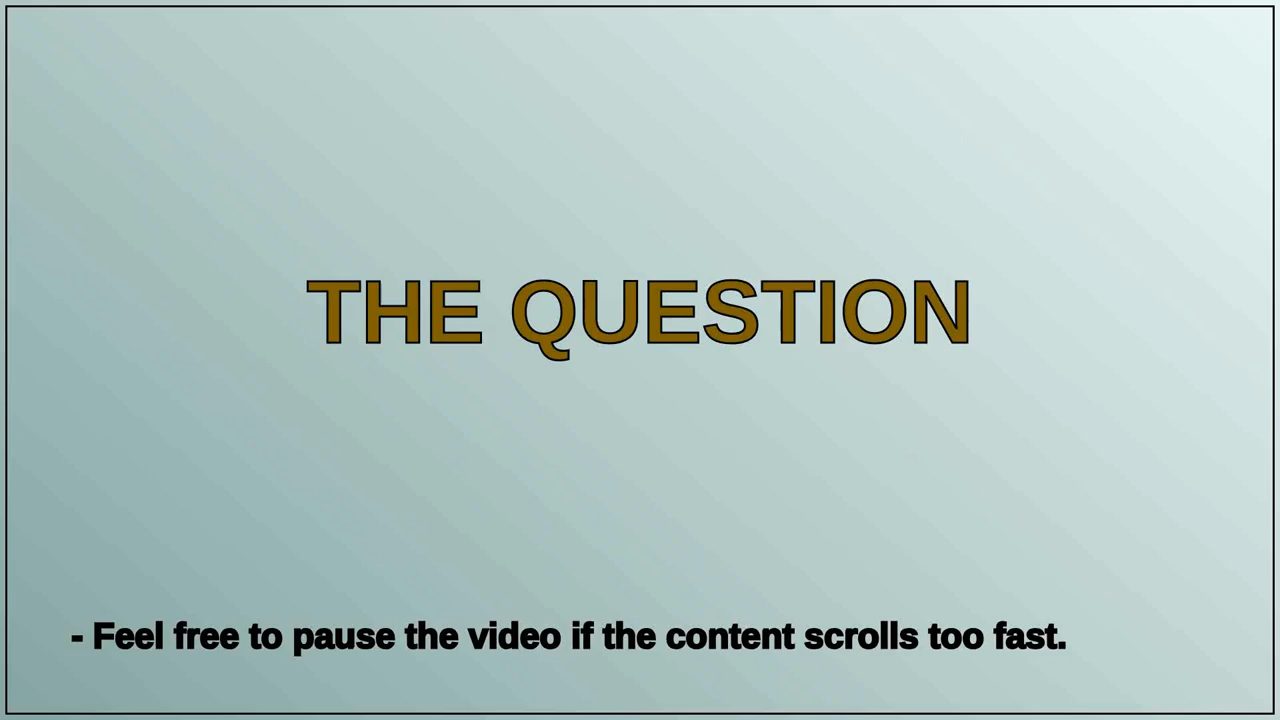 THE QUESTION
- Feel free to pause the video if the content scrolls too fast.